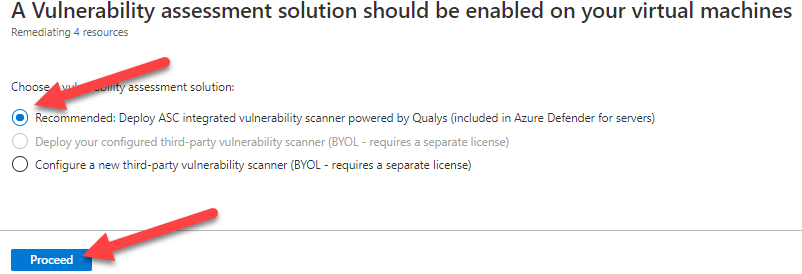 A Vulnerability assessment solution should be enabled on your virtual machines
Remediating 4 resources
Choose a vulnerability assessment solution:
Recommended: Deploy ASC integrated vulnerability scanner powered by Qualys (included in Azure Defender for servers)
Deploy your configured third-party vulnerability scanner (BYOL - requires a separate license)
Configure a new third-party vulnerability scanner (BYOL - requires a separate license)
Proceed